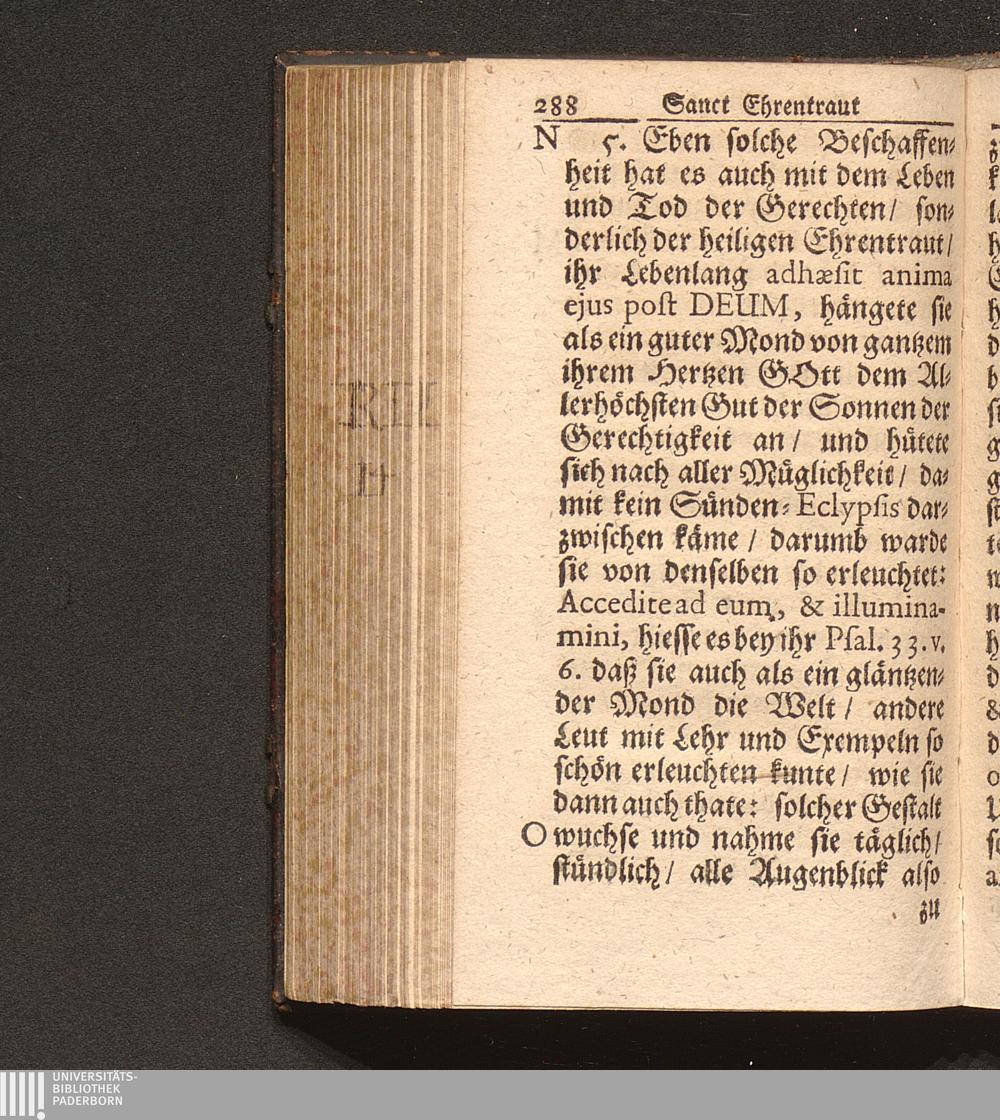 288 Sanct Ehrentraut
N 5. Eben solche Beschaffen-
heit hat es auch mit dem Leben
und Tod der Gerechten/ son-
derlich der heiligen Ehrentraut/
ihr Lebenlang adhæsit anima
ejus post DEUM, hängete sie
als ein guter Mond von gantzem
ihrem Hertzen GOtt dem Al-
lerhöchsten Gut der Sonnen der
Gerechtigkeit an/ und hütete
sich nach aller Müglichkeit/ da-
mit kein Sünden-Eclypsis dar-
zwischen käme / darumb warde
sie von denselben so erleuchtet:
Accedite ad eum, & illumina-
mini, hiesse es bey ihr Psal. 33. v.
6. daß sie auch als ein gläntzen-
der Mond die Welt / andere
Leut mit Lehr und Exempeln so
schön erleuchten kunte/ wie sie
dann auch thate: solcher Gestalt
O wuchse und nahme sie täglich/
stündlich/ alle Augenblick also
zu
UNIVERSITÄTS-
BIBLIOTHEK
PADERBORN